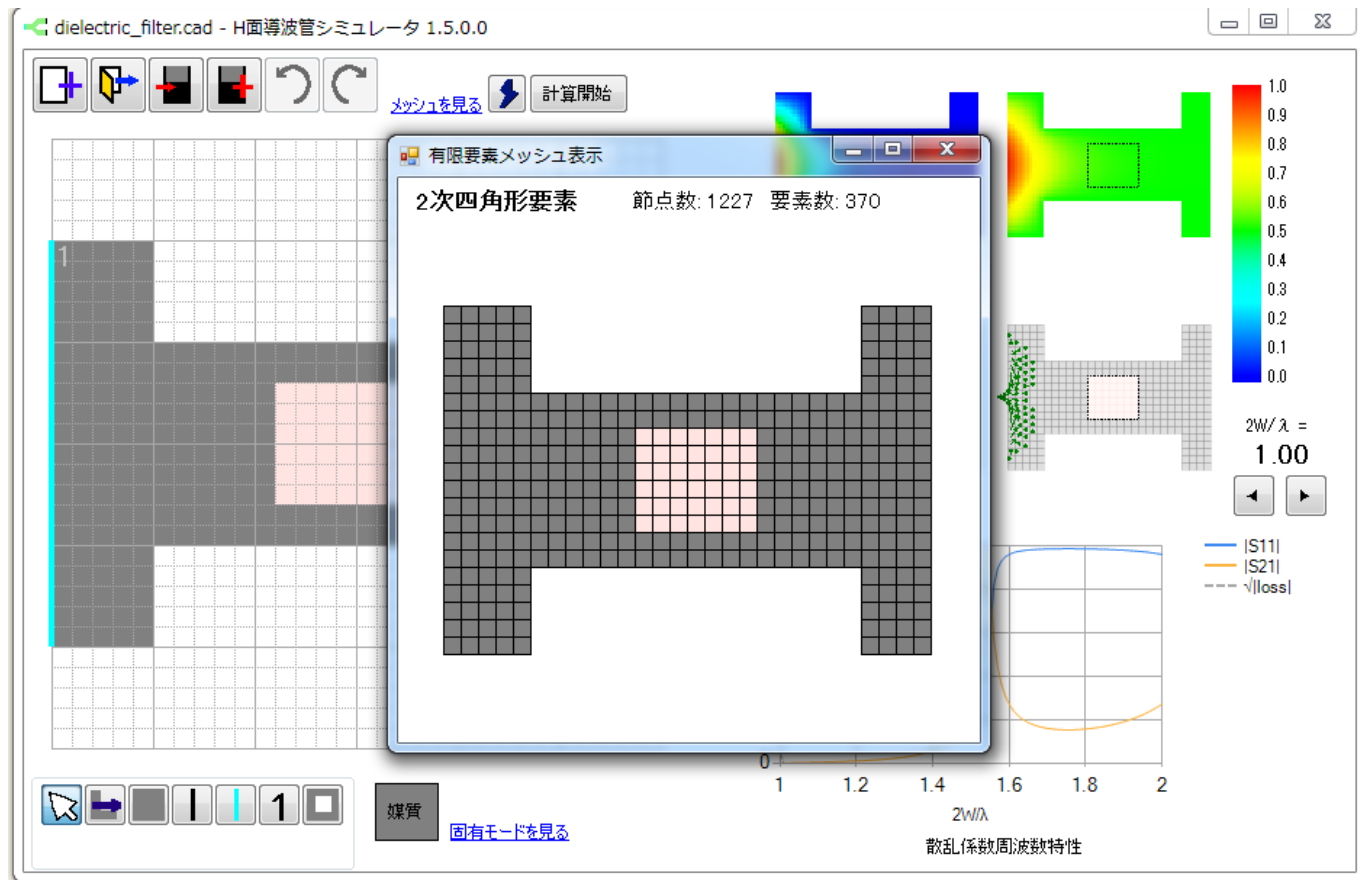 dielectric_filter.cad - H面導波管シミュレータ 1.5.0.0
メッシュを見る
計算開始
有限要素メッシュ表示
2次四角形要素 節点数: 1227 要素数: 370
1
1.0
0.9
0.8
0.7
0.6
0.5
0.4
0.3
0.2
0.1
0.0
2W/λ =
1.00
|S11|
|S21|
√|loss|
0
1 1.2 1.4 1.6 1.8 2
2W/λ
散乱係数周波数特性
1
媒質
固有モードを見る